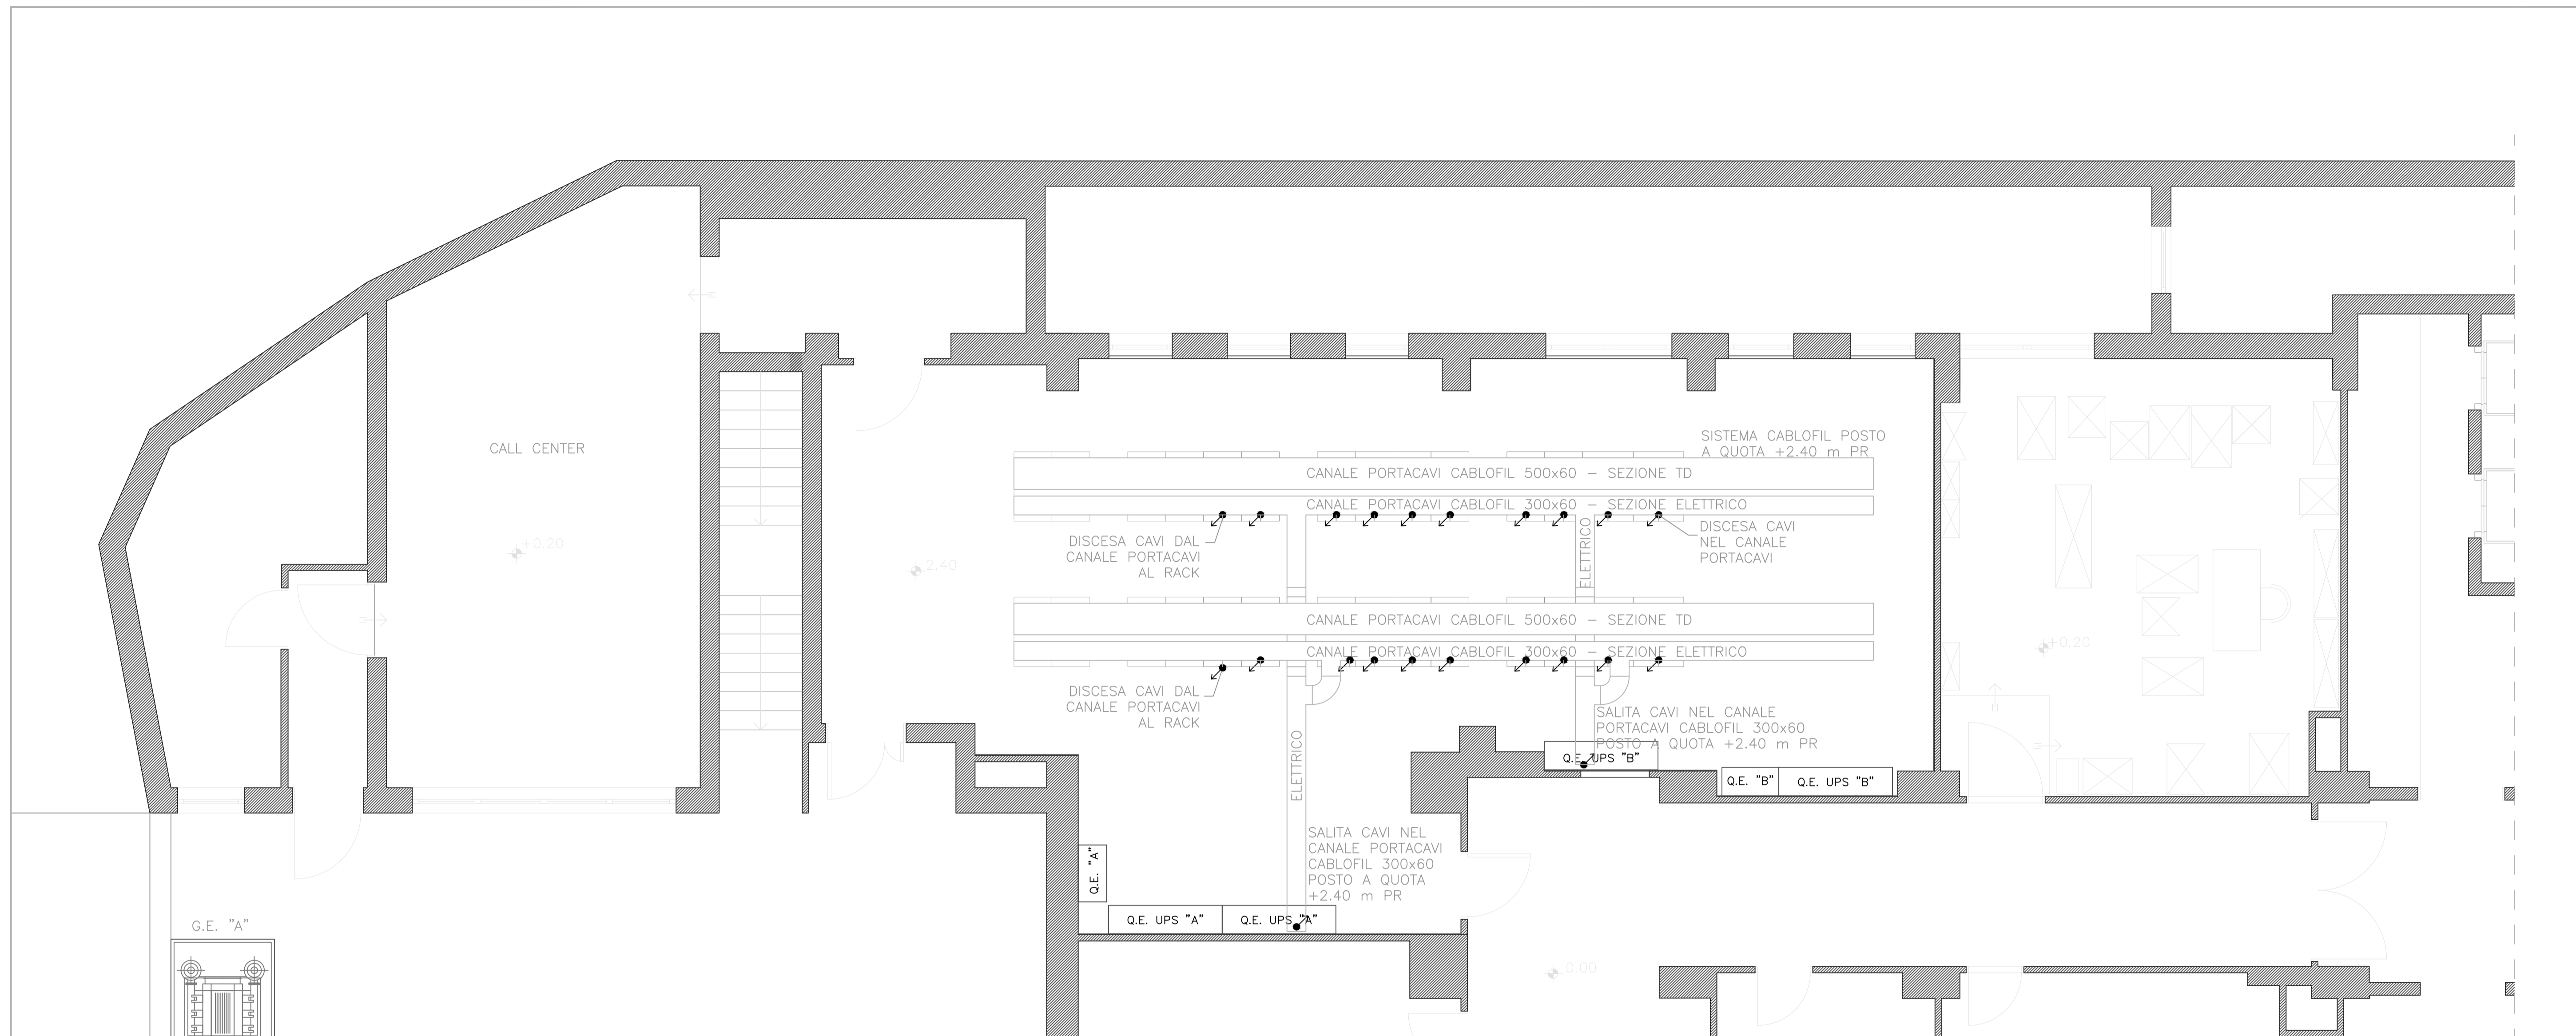 SISTEMA CABLOFIL POSTO
A QUOTA +2.40 m PR
CALL CENTER
CANALE PORTACAVI CABLOFIL 500x60 – SEZIONE TD
CANALE PORTACAVI CABLOFIL 300x60 – SEZIONE ELETTRICO
DISCESA CAVI DAL
CANALE PORTACAVI
AL RACK
ELETTRICO
DISCESA CAVI
NEL CANALE
PORTACAVI
+0.20
2.40
CANALE PORTACAVI CABLOFIL 500x60 – SEZIONE TD
CANALE PORTACAVI CABLOFIL 300x60 – SEZIONE ELETTRICO
+0.20
DISCESA CAVI DAL
CANALE PORTACAVI
AL RACK
ELETTRICO
SALITA CAVI NEL CANALE
PORTACAVI CABLOFIL 300x60
POSTO A QUOTA +2.40 m PR
Q.E. UPS "B"
Q.E. "B"
Q.E. UPS "B"
SALITA CAVI NEL
CANALE PORTACAVI
CABLOFIL 300x60
POSTO A QUOTA
+2.40 m PR
Q.E. "A"
Q.E. UPS "A"
Q.E. UPS "A"
G.E. "A"
0.00